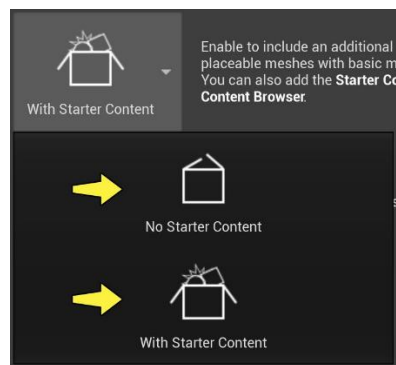 Enable to include an additional
placeable meshes with basic
You can also add the Starter
Content Browser.
With Starter Content
No Starter Content
With Starter Content